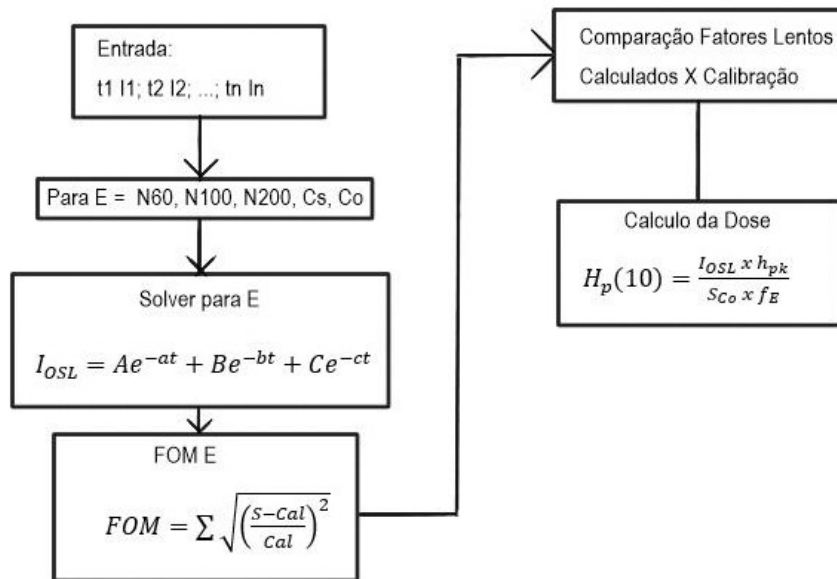 Entrada:
t1 I1; t2 I2; ...; tn In
Para E = N60, N100, N200, Cs, Co
Solver para E
I_OSL = Ae^{-at} + Be^{-bt} + Ce^{-ct}
FOM E
FOM = ∑ √((S-Cal)/Cal)^2
Comparação Fatores Lentos
Calculados X Calibração
Calculo da Dose
H_p(10) = (I_OSL x h_pk)/(S_Co x f_E)